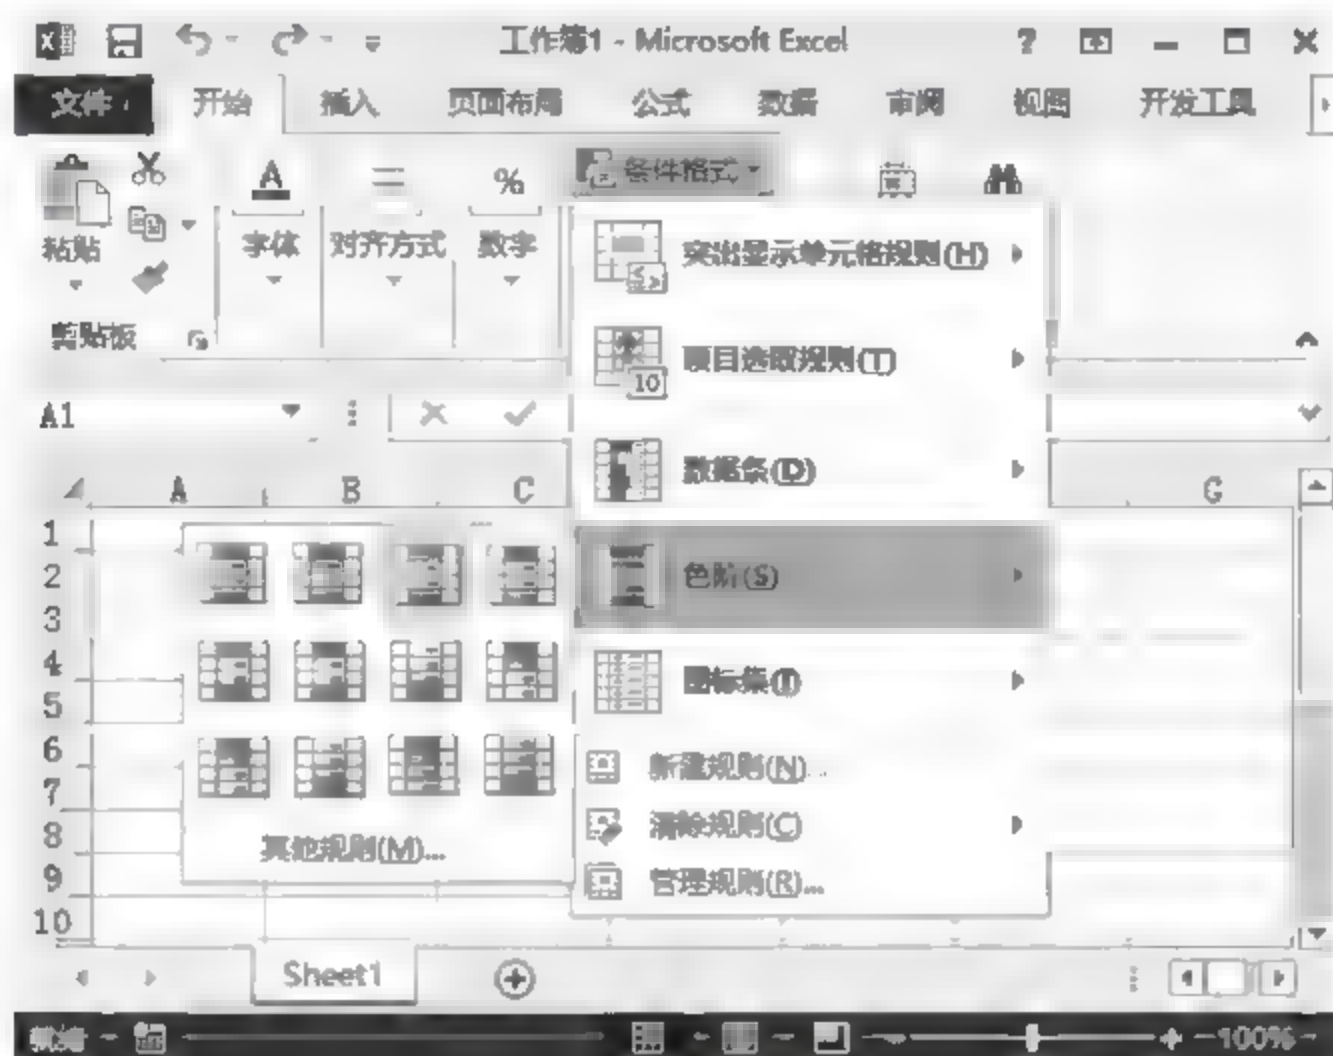 工作簿1 - Microsoft Excel
文件 开始 插入 页面布局 公式 数据 审阅 视图 开发工具
条件格式
粘贴 字体 对齐方式 % 数字
剪贴板
突出显示单元格规则(H)
10 项目选取规则(T)
A1
数据条(D)
A B C G
1
2
3
4
5
6
7
8
9
10
色阶(S)
图标集(I)
新建规则(N)...
清除规则(C)
管理规则(R)...
其他规则(M)...
Sheet1
就绪 100%